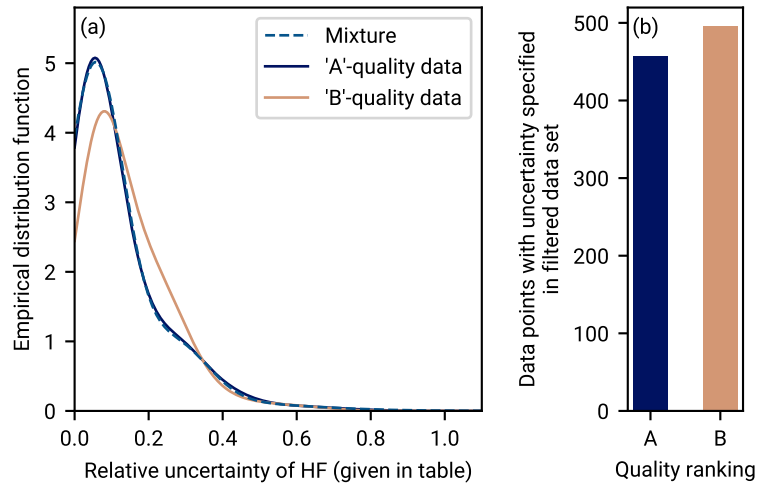 (a)
Mixture
'A'-quality data
'B'-quality data
Empirical distribution function
5
4
3
2
1
0
0.0 0.2 0.4 0.6 0.8 1.0
Relative uncertainty of HF (given in table)
(b)
Data points with uncertainty specified
in filtered data set
500
400
300
200
100
0
A B
Quality ranking